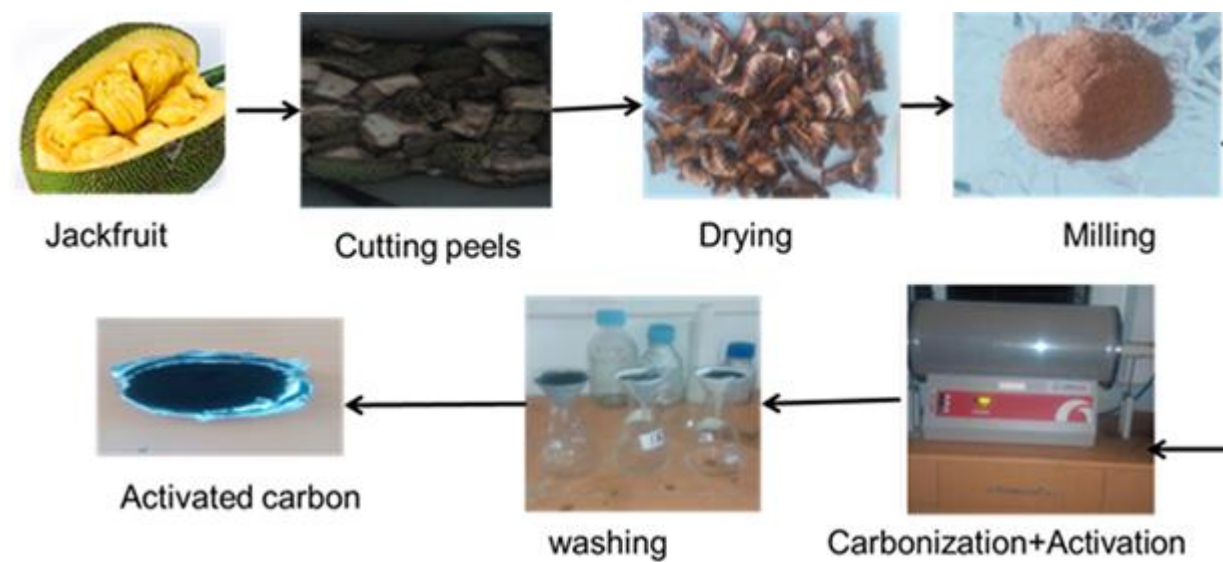 Jackfruit
Cutting peels
Drying
Milling
Carbonization+Activation
washing
Activated carbon